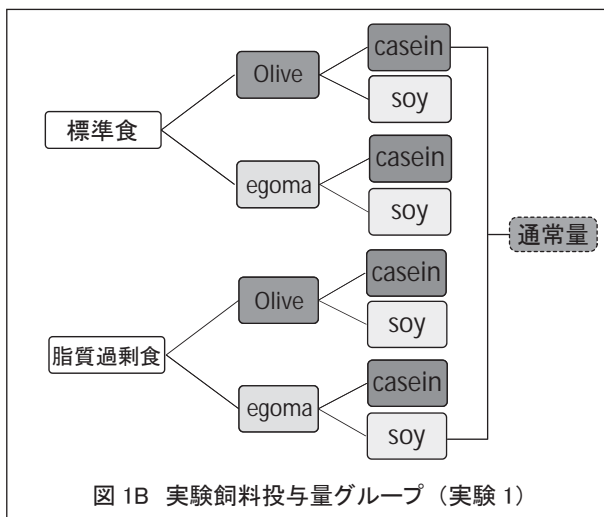 標準食
Olive
casein
soy
egoma
casein
soy
脂質過剰食
Olive
casein
soy
egoma
casein
soy
通常量
図 1B 実験飼料投与量グループ（実験 1）